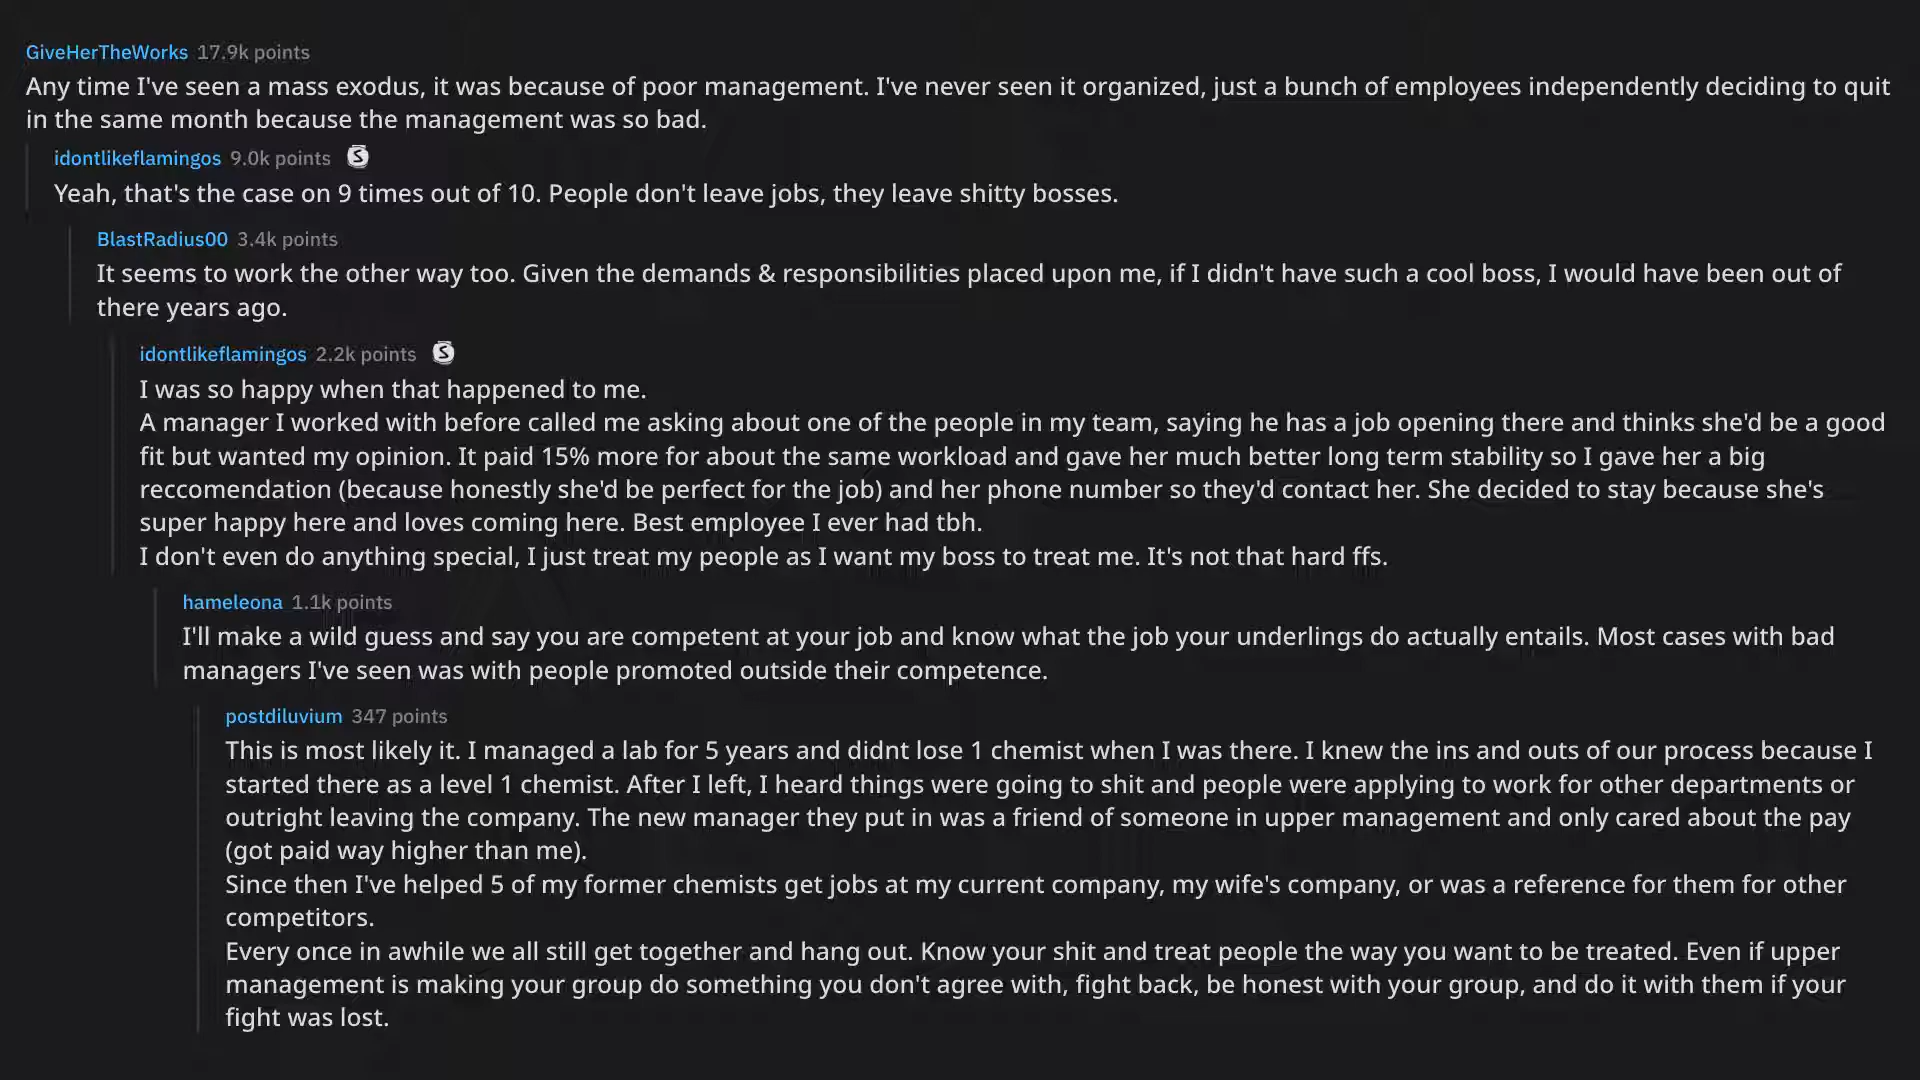 GiveHerTheWorks 17.9k points
Any time I've seen a mass exodus, it was because of poor management. I've never seen it organized, just a bunch of employees independently deciding to quit
in the same month because the management was so bad.
idontlikeflamingos 9.0k points S
Yeah, that's the case on 9 times out of 10. People don't leave jobs, they leave shitty bosses.
BlastRadius00 3.4k points
It seems to work the other way too. Given the demands & responsibilities placed upon me, if I didn't have such a cool boss, I would have been out of
there years ago.
idontlikeflamingos 2.2k points S
I was so happy when that happened to me.
A manager I worked with before called me asking about one of the people in my team, saying he has a job opening there and thinks she'd be a good
fit but wanted my opinion. It paid 15% more for about the same workload and gave her much better long term stability so I gave her a big
reccomendation (because honestly she'd be perfect for the job) and her phone number so they'd contact her. She decided to stay because she's
super happy here and loves coming here. Best employee I ever had tbh.
I don't even do anything special, I just treat my people as I want my boss to treat me. It's not that hard ffs.
hameleona 1.1k points
I'll make a wild guess and say you are competent at your job and know what the job your underlings do actually entails. Most cases with bad
managers I've seen was with people promoted outside their competence.
postdiluvium 347 points
This is most likely it. I managed a lab for 5 years and didnt lose 1 chemist when I was there. I knew the ins and outs of our process because I
started there as a level 1 chemist. After I left, I heard things were going to shit and people were applying to work for other departments or
outright leaving the company. The new manager they put in was a friend of someone in upper management and only cared about the pay
(got paid way higher than me).
Since then I've helped 5 of my former chemists get jobs at my current company, my wife's company, or was a reference for them for other
competitors.
Every once in awhile we all still get together and hang out. Know your shit and treat people the way you want to be treated. Even if upper
management is making your group do something you don't agree with, fight back, be honest with your group, and do it with them if your
fight was lost.